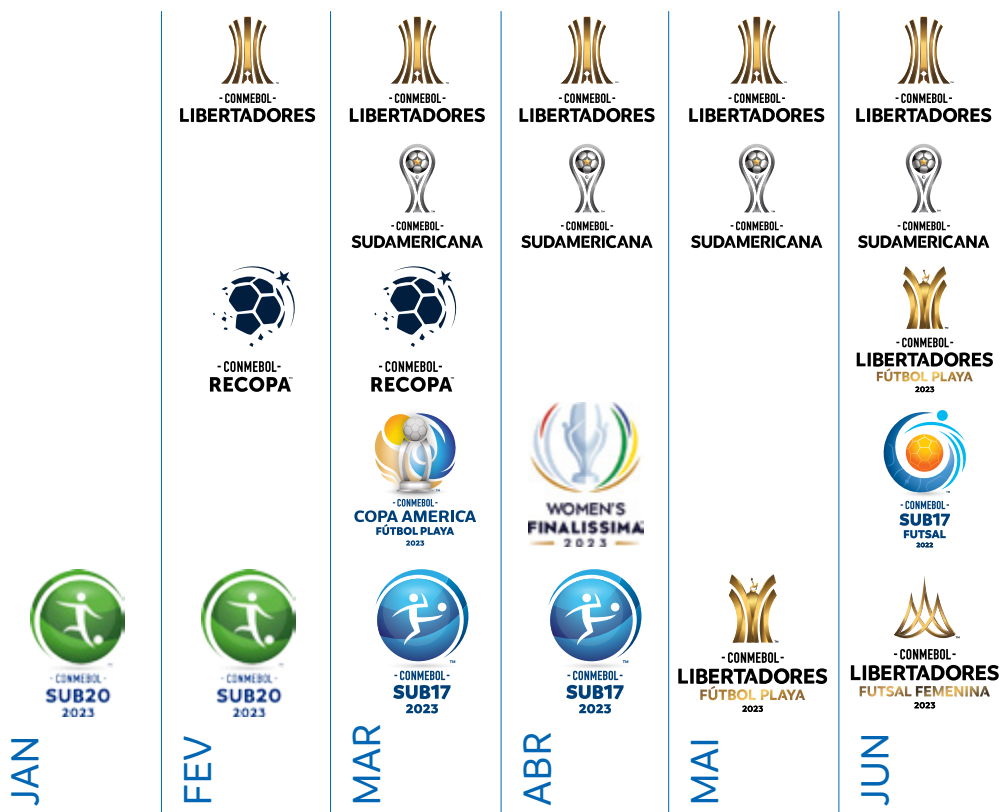 - CONMEBOL -
LIBERTADORES
- CONMEBOL -
LIBERTADORES
- CONMEBOL -
LIBERTADORES
- CONMEBOL -
LIBERTADORES
- CONMEBOL -
LIBERTADORES
- CONMEBOL -
SUDAMERICANA
- CONMEBOL -
SUDAMERICANA
- CONMEBOL -
SUDAMERICANA
- CONMEBOL -
SUDAMERICANA
- CONMEBOL -
RECOPA
- CONMEBOL -
RECOPA
- CONMEBOL -
LIBERTADORES
FÚTBOL PLAYA
2023
- CONMEBOL -
COPA AMERICA
FÚTBOL PLAYA
2023
WOMEN'S
FINALISSIMA
2023
- CONMEBOL -
SUB17
FUTSAL
2022
- CONMEBOL -
SUB20
2023
- CONMEBOL -
SUB20
2023
- CONMEBOL -
SUB17
2023
- CONMEBOL -
SUB17
2023
- CONMEBOL -
LIBERTADORES
FÚTBOL PLAYA
2023
- CONMEBOL -
LIBERTADORES
FUTSAL FEMENINA
2023
JAN
FEV
MAR
ABR
MAI
JUN